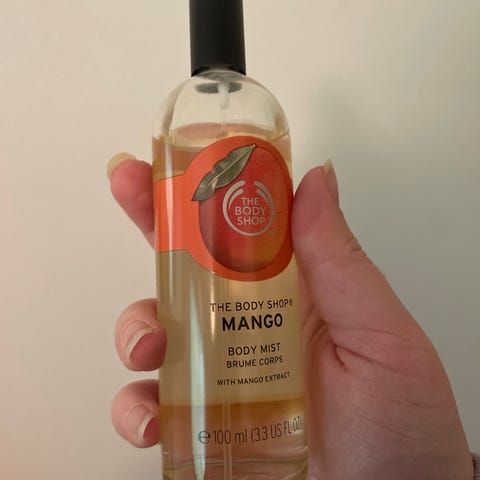 THE
BODY
SHOP
THE BODY SHOP®
MANGO
BODY MIST
BRUME CORPS
WITH MANGO EXTRACT
℮100 ml (3.3 US FL OZ)